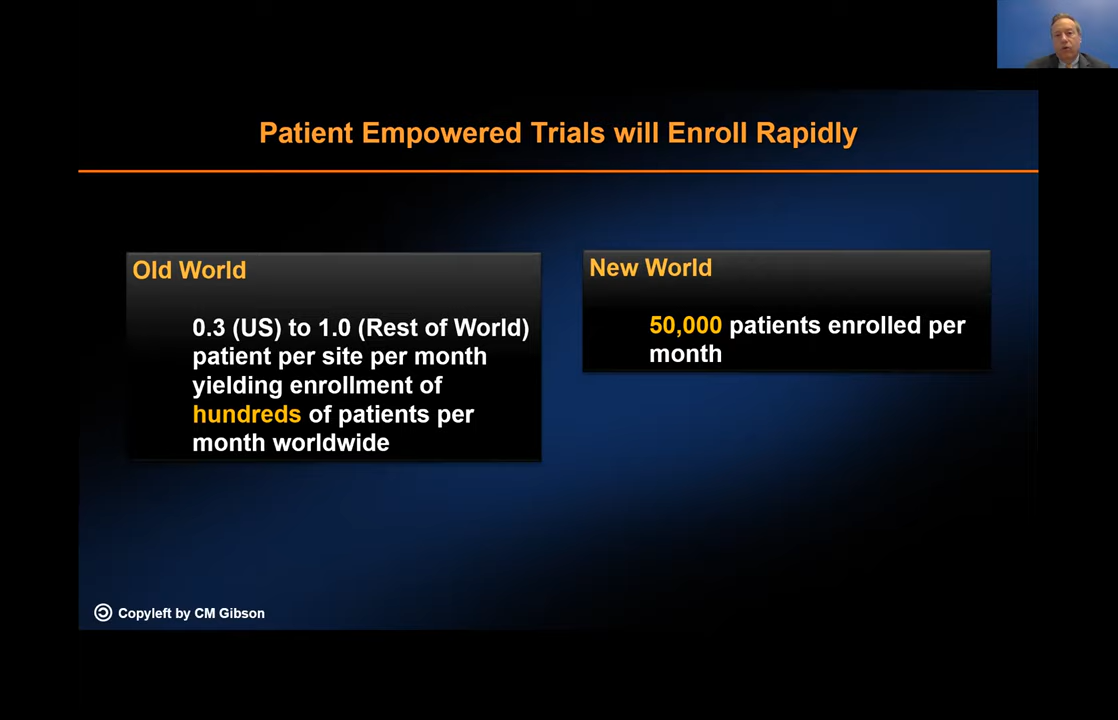 Patient Empowered Trials will Enroll Rapidly
Old World
0.3 (US) to 1.0 (Rest of World)
patient per site per month
yielding enrollment of
hundreds of patients per
month worldwide
New World
50,000 patients enrolled per
month
Copyleft by CM Gibson